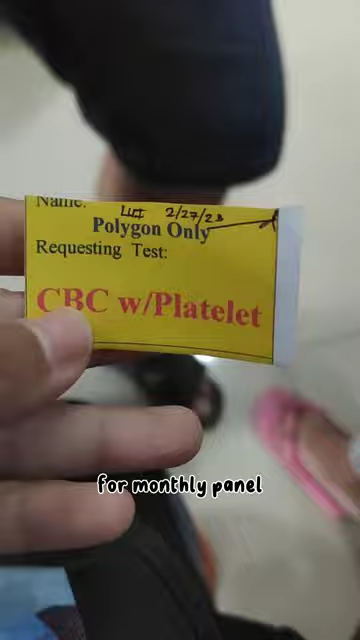 Name:
2/27/23
Polygon Only
Requesting Test:
CBC w/Platelet
for monthly panel